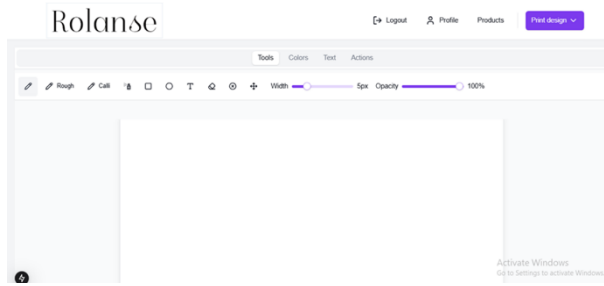 Rolanse
Logout Profile Products Print design
Tools Colors Text Actions
Rough Calli T Width 5px Opacity 100%
Activate Windows
Go to Settings to activate Windows